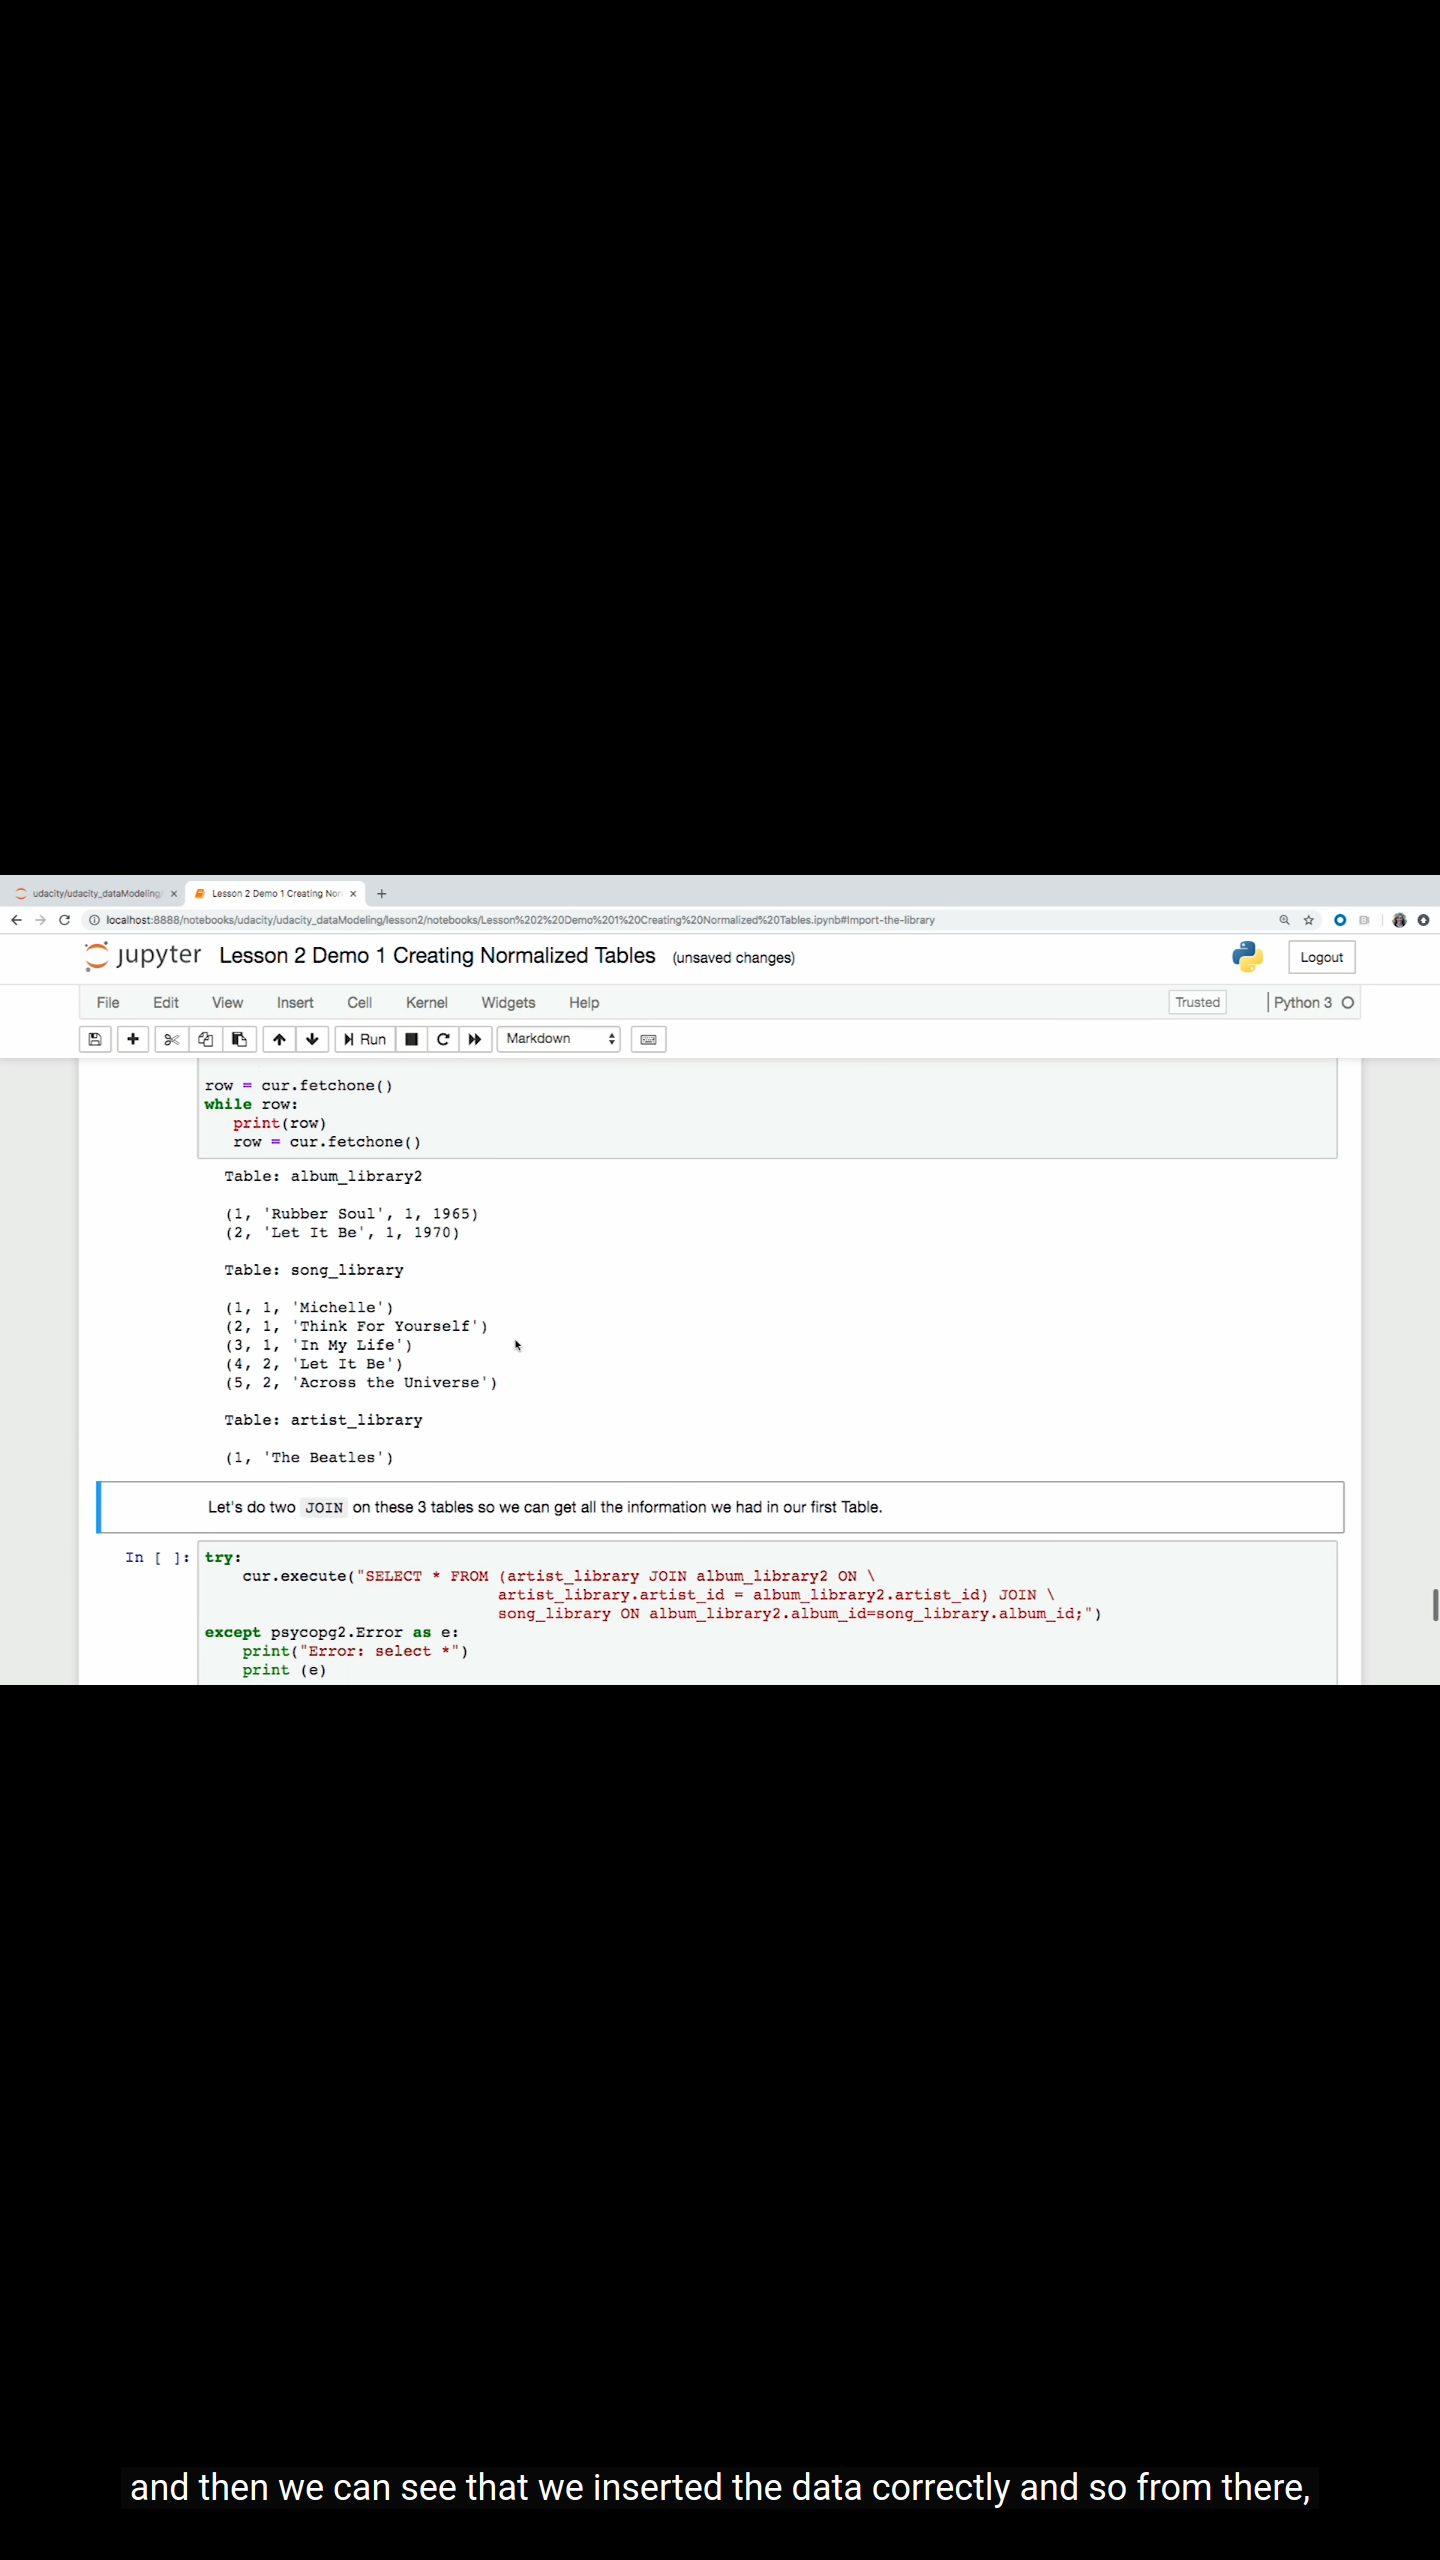 udacity/udacity_dataModeling/
Lesson 2 Demo 1 Creating Nor
localhost:8888/notebooks/udacity/udacity_dataModeling/lesson2/notebooks/Lesson%202%20Demo%201%20Creating%20Normalized%20Tables.ipynb#Import-the-library
jupyter Lesson 2 Demo 1 Creating Normalized Tables (unsaved changes)
Logout
File Edit View Insert Cell Kernel Widgets Help
Trusted
Python 3
Run
Markdown
row = cur.fetchone()
while row:
   print(row)
   row = cur.fetchone()
Table: album_library2
(1, 'Rubber Soul', 1, 1965)
(2, 'Let It Be', 1, 1970)
Table: song_library
(1, 1, 'Michelle')
(2, 1, 'Think For Yourself')
(3, 1, 'In My Life')
(4, 2, 'Let It Be')
(5, 2, 'Across the Universe')
Table: artist_library
(1, 'The Beatles')
Let's do two JOIN on these 3 tables so we can get all the information we had in our first Table.
In [ ]: try:
    cur.execute("SELECT * FROM (artist_library JOIN album_library2 ON \
                               artist_library.artist_id = album_library2.artist_id) JOIN \
                               song_library ON album_library2.album_id=song_library.album_id;")
except psycopg2.Error as e:
    print("Error: select *")
    print (e)
and then we can see that we inserted the data correctly and so from there,